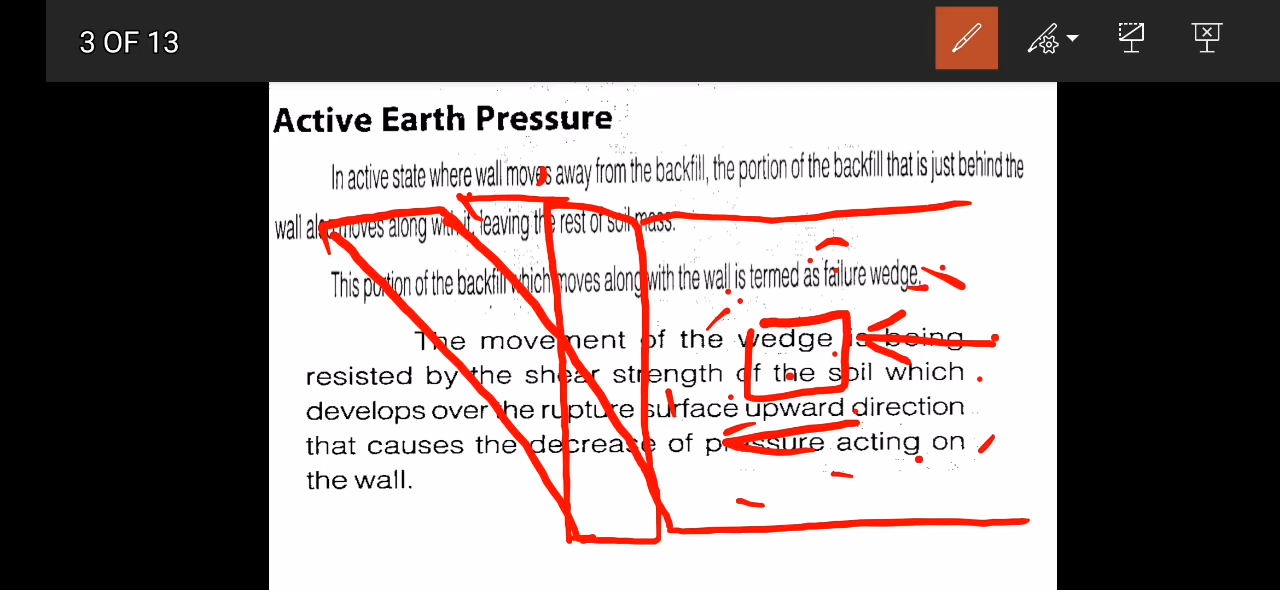 3 OF 13
Active Earth Pressure
In active state where wall moves away from the backfill, the portion of the backfill that is just behind the
wall also moves along with it, leaving the rest of soil mass.
This portion of the backfill which moves along with the wall is termed as failure wedge.
The movement of the wedge is being
resisted by the shear strength of the soil which
develops over the rupture surface upward direction
that causes the decrease of pressure acting on
the wall.